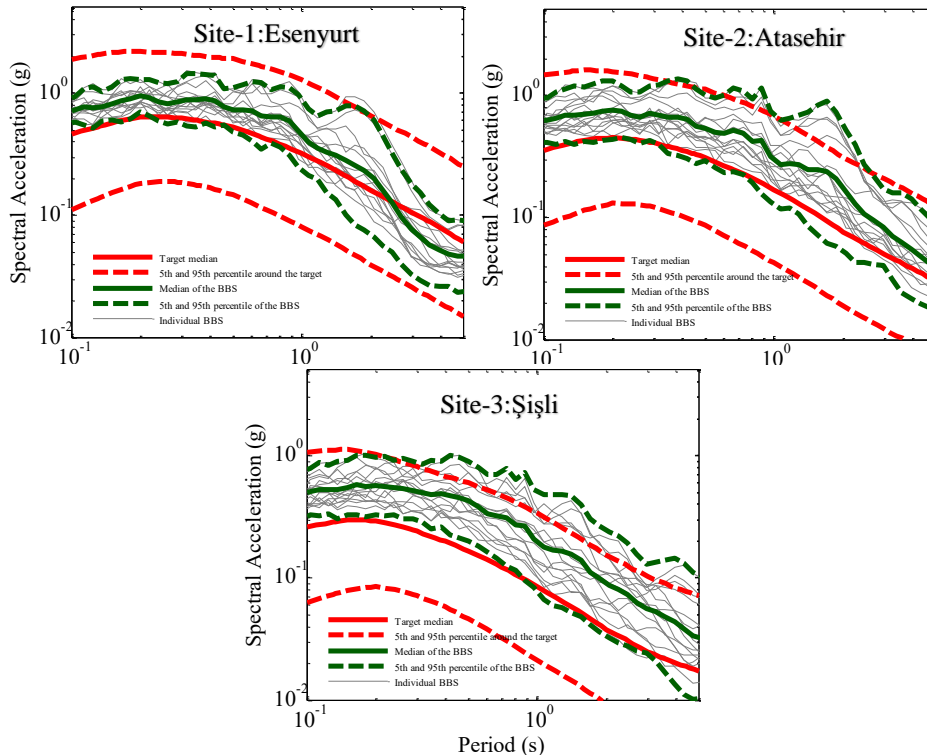 Site-1:Esenyurt
Spectral Acceleration (g)
10^0
10^-1
10^-2
10^-1
10^0
Target median
5th and 95th percentile around the target
Median of the BBS
5th and 95th percentile of the BBS
Individual BBS
Site-2:Atasehir
Spectral Acceleration (g)
10^0
10^-1
10^-2
10^-1
10^0
Target median
5th and 95th percentile around the target
Median of the BBS
5th and 95th percentile of the BBS
Individual BBS
Site-3:Şişli
Spectral Acceleration (g)
10^0
10^-1
10^-2
10^-1
10^0
Target median
5th and 95th percentile around the target
Median of the BBS
5th and 95th percentile of the BBS
Individual BBS
Period (s)